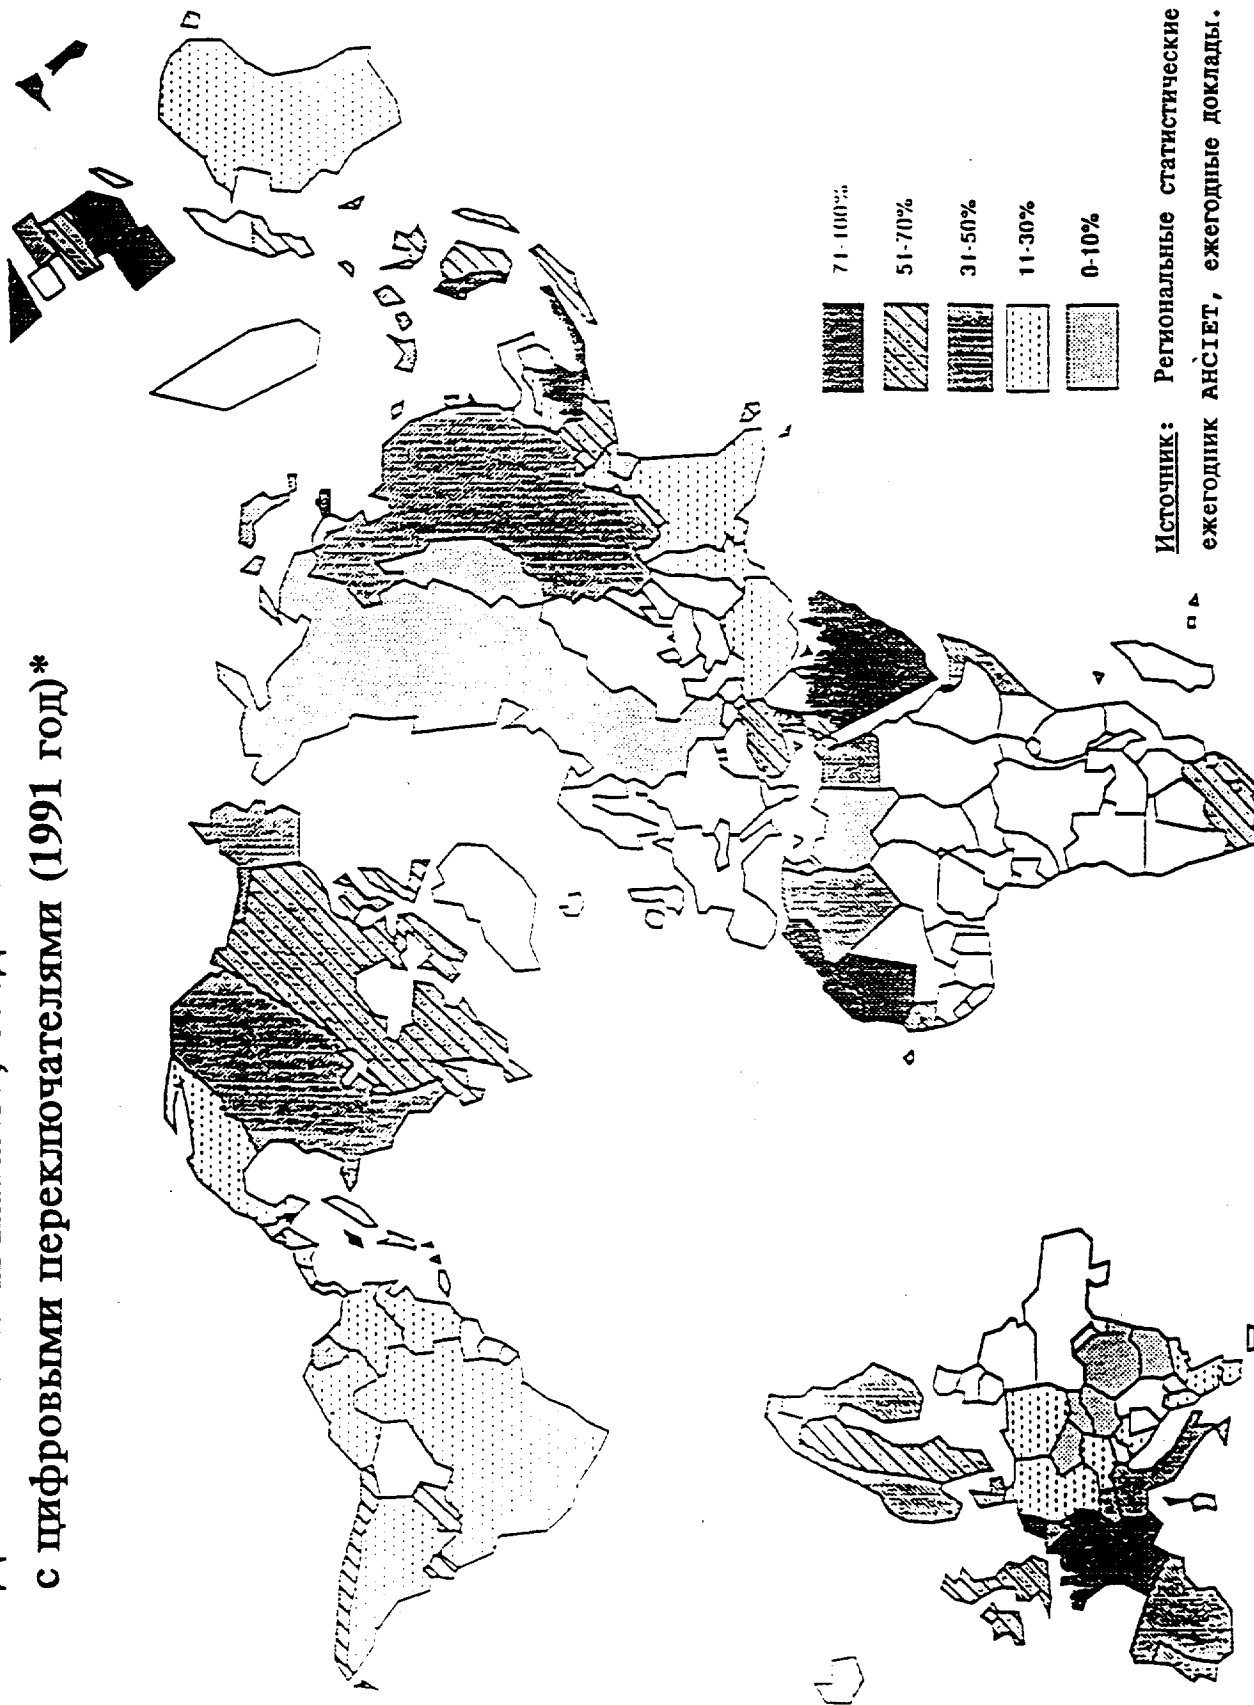 с цифровыми переключателями (1991 год)*
71-100%
51-70%
31-50%
11-30%
0-10%
Источник: Региональные статистические
ежегодник AHCIET, ежегодные доклады.